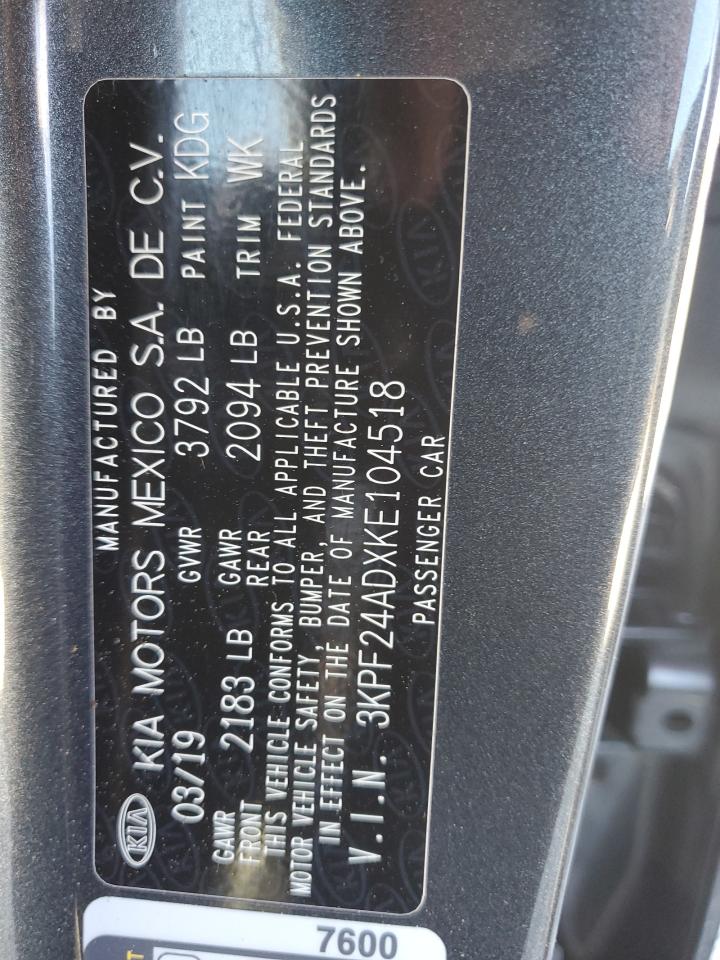 MANUFACTURED BY
KIA KIA MOTORS MEXICO S.A. DE C.V.
03/19 GVWR 3792 LB PAINT KDG
GAWR FRONT 2183 LB GAWR REAR 2094 LB TRIM WK
THIS VEHICLE CONFORMS TO ALL APPLICABLE U.S.A. FEDERAL
MOTOR VEHICLE SAFETY, BUMPER, AND THEFT PREVENTION STANDARDS
IN EFFECT ON THE DATE OF MANUFACTURE SHOWN ABOVE.
V.I.N. 3KPF24ADXKE104518
PASSENGER CAR
7600